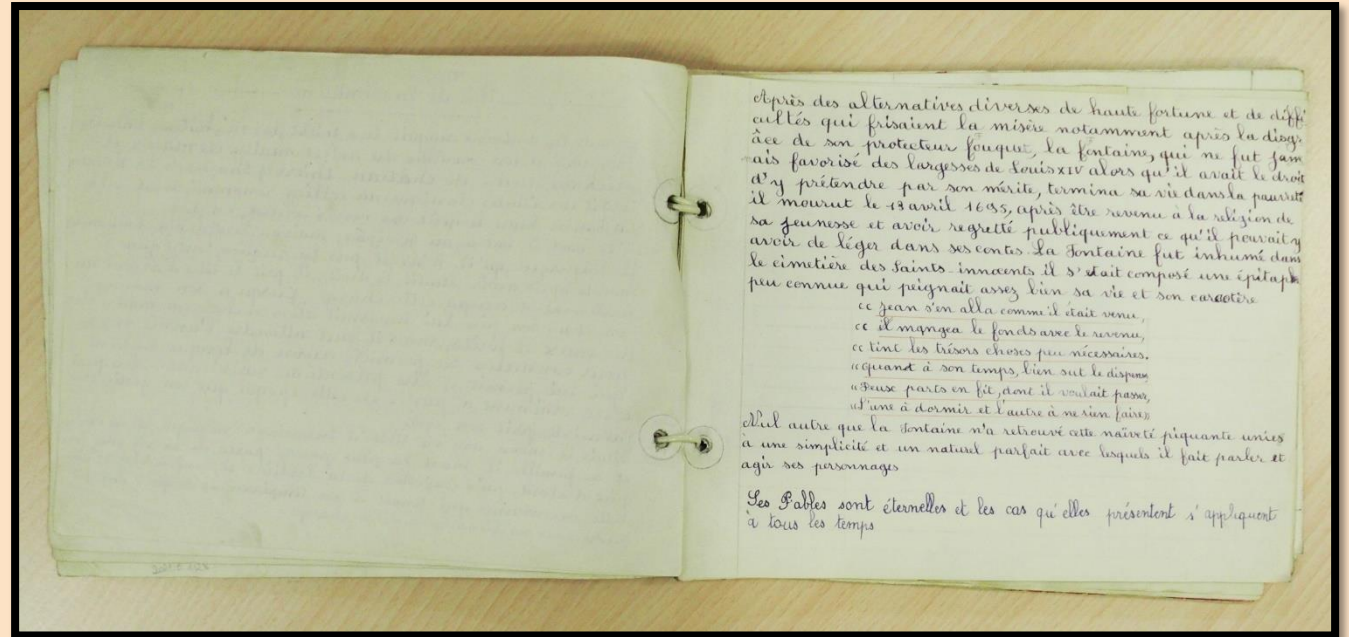 Après des alternatives diverses de haute fortune et de diffi
cultés qui frisaient la misère notamment après la disgr
âce de son protecteur fouquet, la fontaine, qui ne fut jam
ais favorisé des largesses de Louis XIV alors qu'il avait le droit
d'y prétendre par son mérite, termina sa vie dans la pauvreté
il mourut le 13 avril 1695, après être revenu à la religion de
sa jeunesse et avoir regretté publiquement ce qu'il pouvait y
avoir de léger dans ses contes. La Fontaine fut inhumé dans
le cimetière des Saints-innocents il s'était composé une épitaphe
peu connue qui peignait assez bien sa vie et son caractère
« Jean s'en alla comme il était venu,
« il mangea le fonds avec le revenu,
« tint les trésors choses peu nécessaires.
« quant à son temps, bien sut le dispenser
« Deux parts en fit, dont il voulait passer,
« L'une à dormir et l'autre à ne rien faire »
Nul autre que la Fontaine n'a retrouvé cette naïveté piquante unies
à une simplicité et un naturel parfait avec lesquels il fait parler et
agir ses personnages
Ses Fables sont éternelles et les cas qu'elles présentent s'appliquent
à tous les temps